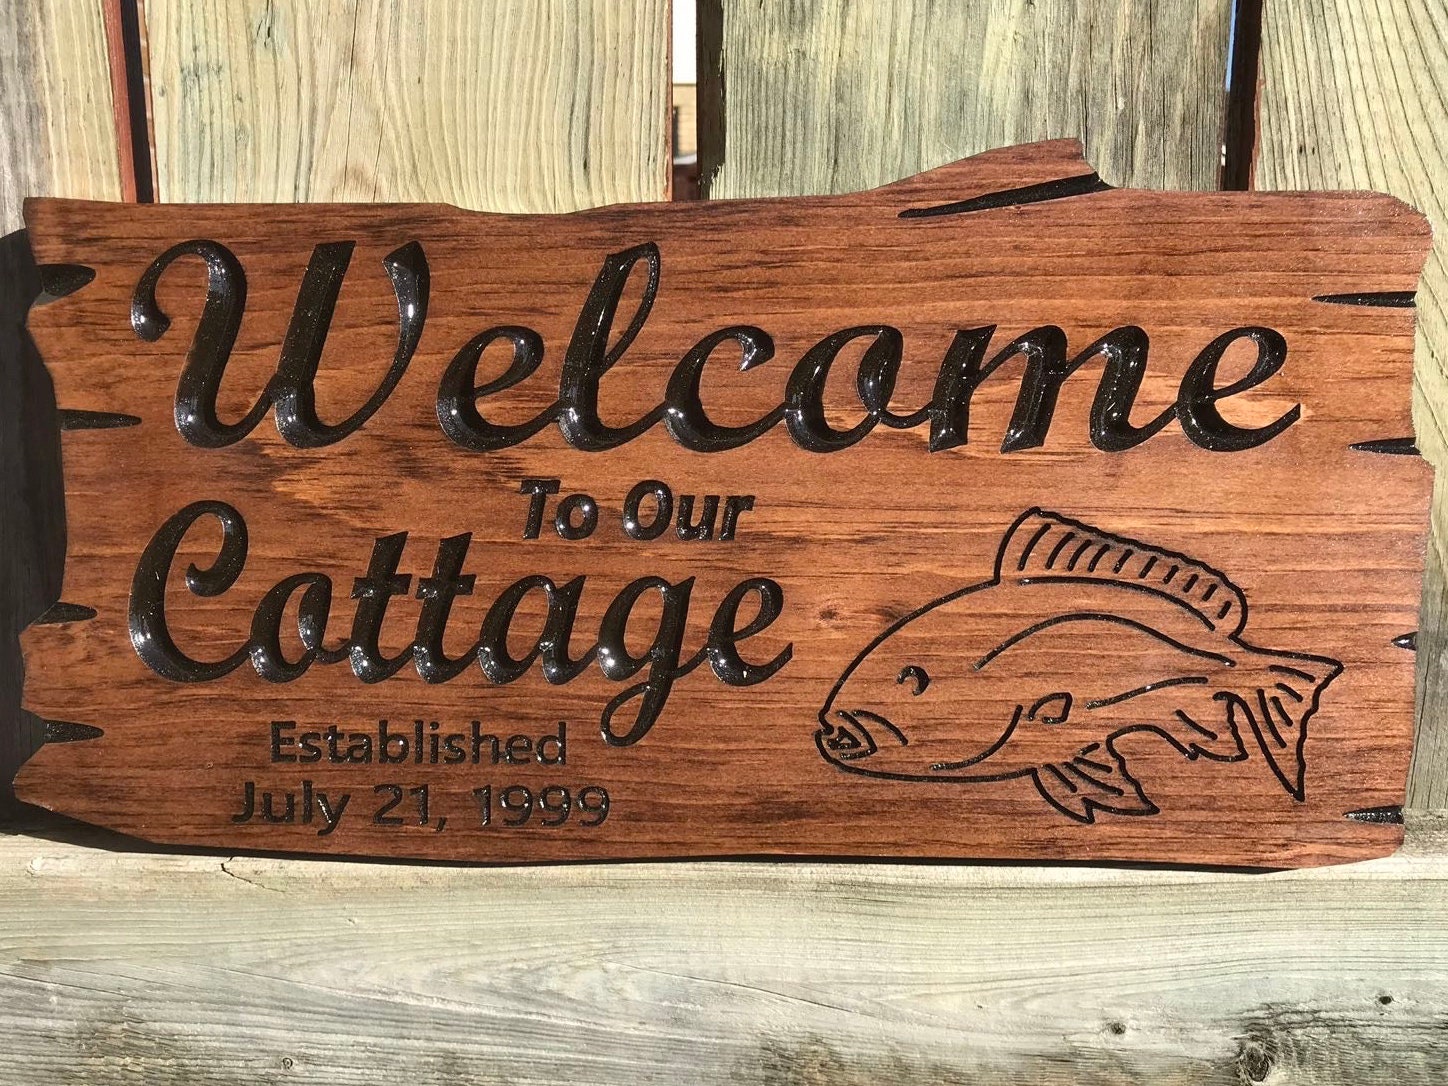 Welcome
To Our
Cottage
Established
July 21, 1999